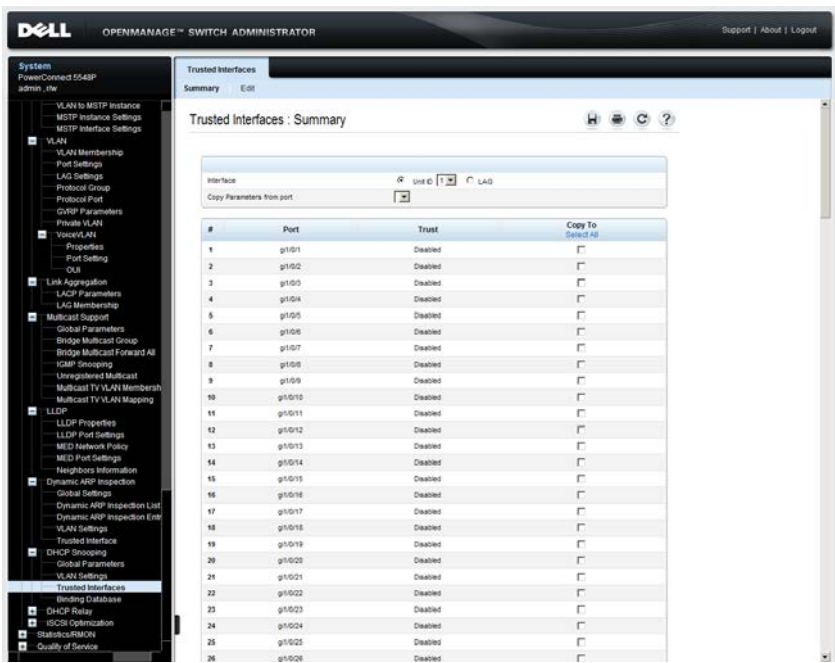 DELL
OPENMANAGE™ SWITCH ADMINISTRATOR
Support | About | Logout
System
PowerConnect 5548P
VLAN to MSTP Instance
MSTP Instance Settings
MSTP Interface Settings
VLAN
VLAN Membership
Port Settings
LAG Settings
Protocol Group
Protocol Port
GVRP Parameters
Private VLAN
VoiceVLAN
Properties
Port Setting
OUI
Link Aggregation
LACP Parameters
LAG Membership
Multicast Support
Global Parameters
Bridge Multicast Group
Bridge Multicast Forward All
IGMP Snooping
Unregistered Multicast
Multicast TV VLAN Membersh
Multicast TV VLAN Mapping
LLDP
LLDP Properties
LLDP Port Settings
MED Network Policy
MED Port Settings
Neighbors Information
Dynamic ARP Inspection
Global Settings
Dynamic ARP Inspection List
Dynamic ARP Inspection Entr
VLAN Settings
Trusted Interface
DHCP Snooping
Global Parameters
VLAN Settings
Trusted Interfaces
Binding Database
DHCP Relay
iSCSI Optimization
Statistics/RMON
Quality of Service
Trusted Interfaces
Summary Edit
Trusted Interfaces : Summary
Interface Unit ID 1 LAG
Copy Parameters from port
# Port Trust Copy To
Select All
1 gi1/0/1 Disabled
2 gi1/0/2 Disabled
3 gi1/0/3 Disabled
4 gi1/0/4 Disabled
5 gi1/0/5 Disabled
6 gi1/0/6 Disabled
7 gi1/0/7 Disabled
8 gi1/0/8 Disabled
9 gi1/0/9 Disabled
10 gi1/0/10 Disabled
11 gi1/0/11 Disabled
12 gi1/0/12 Disabled
13 gi1/0/13 Disabled
14 gi1/0/14 Disabled
15 gi1/0/15 Disabled
16 gi1/0/16 Disabled
17 gi1/0/17 Disabled
18 gi1/0/18 Disabled
19 gi1/0/19 Disabled
20 gi1/0/20 Disabled
21 gi1/0/21 Disabled
22 gi1/0/22 Disabled
23 gi1/0/23 Disabled
24 gi1/0/24 Disabled
25 gi1/0/25 Disabled
26 gi1/0/26 Disabled